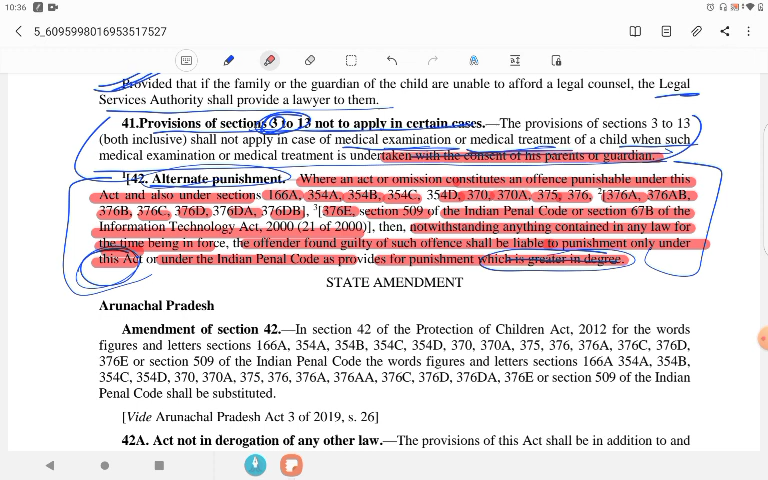 10:36
5_6095998016953517527
Provided that if the family or the guardian of the child are unable to afford a legal counsel, the Legal
Services Authority shall provide a lawyer to them.
41.Provisions of sections 3 to 13 not to apply in certain cases.—The provisions of sections 3 to 13
(both inclusive) shall not apply in case of medical examination or medical treatment of a child when such
medical examination or medical treatment is undertaken with the consent of his parents or guardian.
1[42. Alternate punishment. Where an act or omission constitutes an offence punishable under this
Act and also under sections 166A, 354A, 354B, 354C, 354D, 370, 370A, 375, 376, 2[376A, 376AB,
376B, 376C, 376D, 376DA, 376DB], 3[376E, section 509 of the Indian Penal Code or section 67B of the
Information Technology Act, 2000 (21 of 2000)], then, notwithstanding anything contained in any law for
the time being in force, the offender found guilty of such offence shall be liable to punishment only under
this Act or under the Indian Penal Code as provides for punishment which is greater in degree.
STATE AMENDMENT
Arunachal Pradesh
Amendment of section 42.—In section 42 of the Protection of Children Act, 2012 for the words
figures and letters sections 166A, 354A, 354B, 354C, 354D, 370, 370A, 375, 376, 376A, 376C, 376D,
376E or section 509 of the Indian Penal Code the words figures and letters sections 166A 354A, 354B,
354C, 354D, 370, 370A, 375, 376, 376A, 376AA, 376C, 376D, 376DA, 376E or section 509 of the Indian
Penal Code shall be substituted.
[Vide Arunachal Pradesh Act 3 of 2019, s. 26]
42A. Act not in derogation of any other law.—The provisions of this Act shall be in addition to and